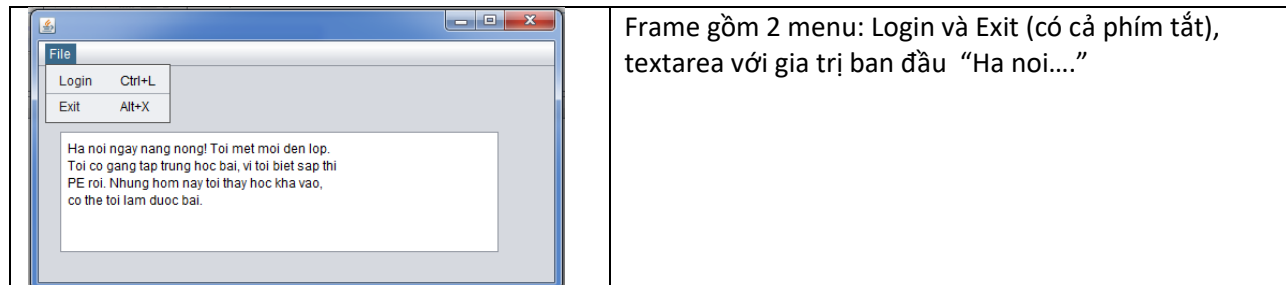 File
Login Ctrl+L
Exit Alt+X
Ha noi ngay nang nong! Toi met moi den lop.
Toi co gang tap trung hoc bai, vi toi biet sap thi
PE roi. Nhung hom nay toi thay hoc kha vao,
co the toi lam duoc bai.
Frame gồm 2 menu: Login và Exit (có cả phím tắt),
textarea với gia trị ban đầu “Ha noi....”